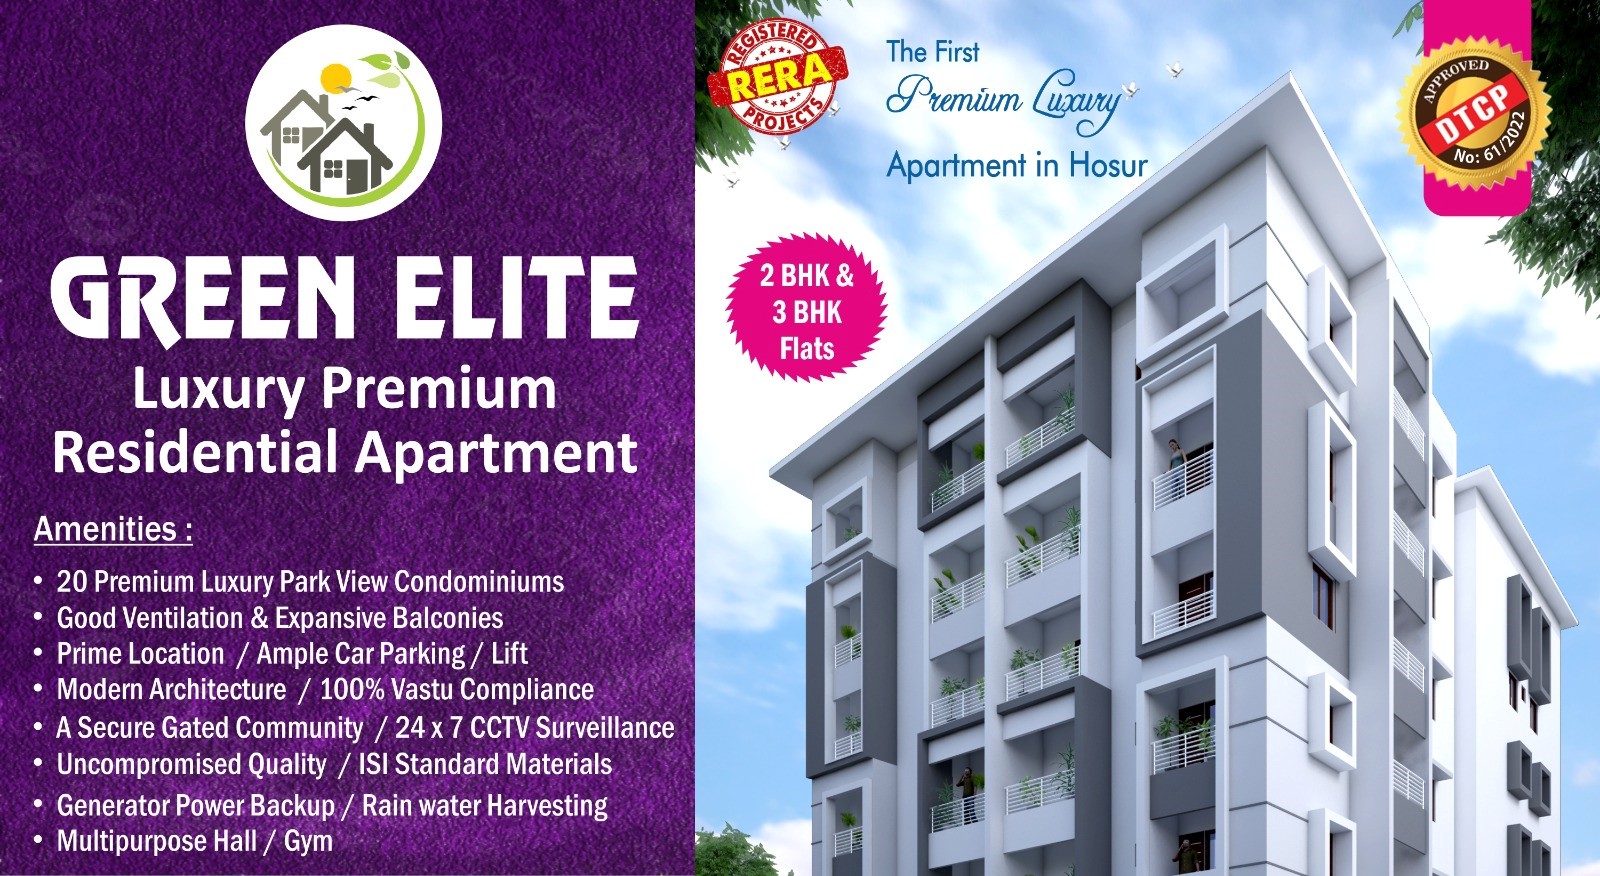 GREEN ELITE
Luxury Premium
Residential Apartment
Amenities :
• 20 Premium Luxury Park View Condominiums
• Good Ventilation & Expansive Balconies
• Prime Location / Ample Car Parking / Lift
• Modern Architecture / 100% Vastu Compliance
• A Secure Gated Community / 24 x 7 CCTV Surveillance
• Uncompromised Quality / ISI Standard Materials
• Generator Power Backup / Rain water Harvesting
• Multipurpose Hall / Gym
REGISTERED
RERA
PROJECTS
The First
Premium Luxury
Apartment in Hosur
2 BHK &
3 BHK
Flats
APPROVED
DTCP
No: 61/2022